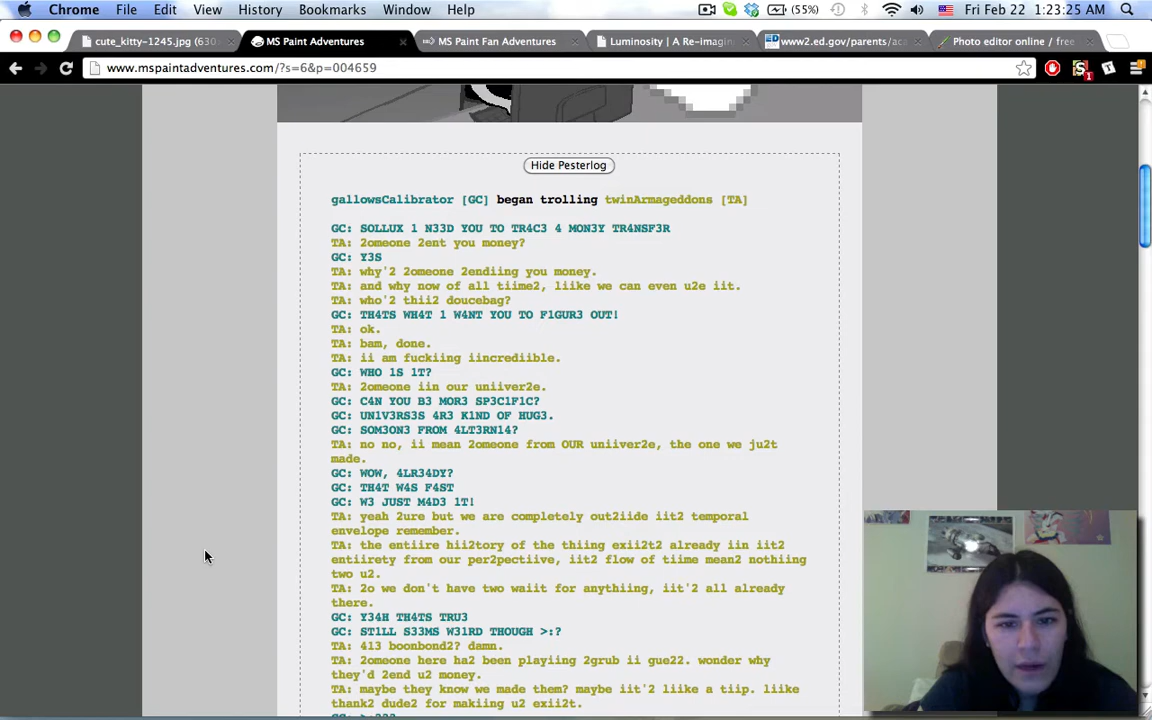 Chrome File Edit View History Bookmarks Window Help (55%) Fri Feb 22 1:23:25 AM
cute_kitty-1245.jpg (630 MS Paint Adventures MS Paint Fan Adventures Luminosity | A Re-imagin www2.ed.gov/parents/aca Photo editor online / free
www.mspaintadventures.com/?s=6&p=004659
Hide Pesterlog
gallowsCalibrator [GC] began trolling twinArmageddons [TA]
GC: SOLLUX 1 N33D YOU TO TR4C3 4 MON3Y TR4NSF3R
TA: 2omeone 2ent you money?
GC: Y3S
TA: why'2 2omeone 2endiing you money.
TA: and why now of all tiime2, liike we can even u2e iit.
TA: who'2 thii2 doucebag?
GC: TH4TS WH4T 1 W4NT YOU TO F1GUR3 OUT!
TA: ok.
TA: bam, done.
TA: ii am fuckiing iincrediible.
GC: WHO 1S 1T?
TA: 2omeone iin our uniiver2e.
GC: C4N YOU B3 MOR3 SP3C1F1C?
GC: UN1V3RS3S 4R3 K1ND OF HUG3.
GC: SOM3ON3 FROM 4LT3RN14?
TA: no no, ii mean 2omeone from OUR uniiver2e, the one we ju2t
made.
GC: WOW, 4LR34DY?
GC: TH4T W4S F4ST
GC: W3 JUST M4D3 1T!
TA: yeah 2ure but we are completely out2iide iit2 temporal
envelope remember.
TA: the entiire hii2tory of the thiing exii2t2 already iin iit2
entiirety from our per2pectiive, iit2 flow of tiime mean2 nothiing
two u2.
TA: 2o we don't have two waiit for anythiing, iit'2 all already
there.
GC: Y34H TH4TS TRU3
GC: ST1LL S33MS W31RD THOUGH >:?
TA: 413 boonbond2? damn.
TA: 2omeone here ha2 been playiing 2grub ii gue22. wonder why
they'd 2end u2 money.
TA: maybe they know we made them? maybe iit'2 liike a tiip. liike
thank2 dude2 for makiing u2 exii2t.